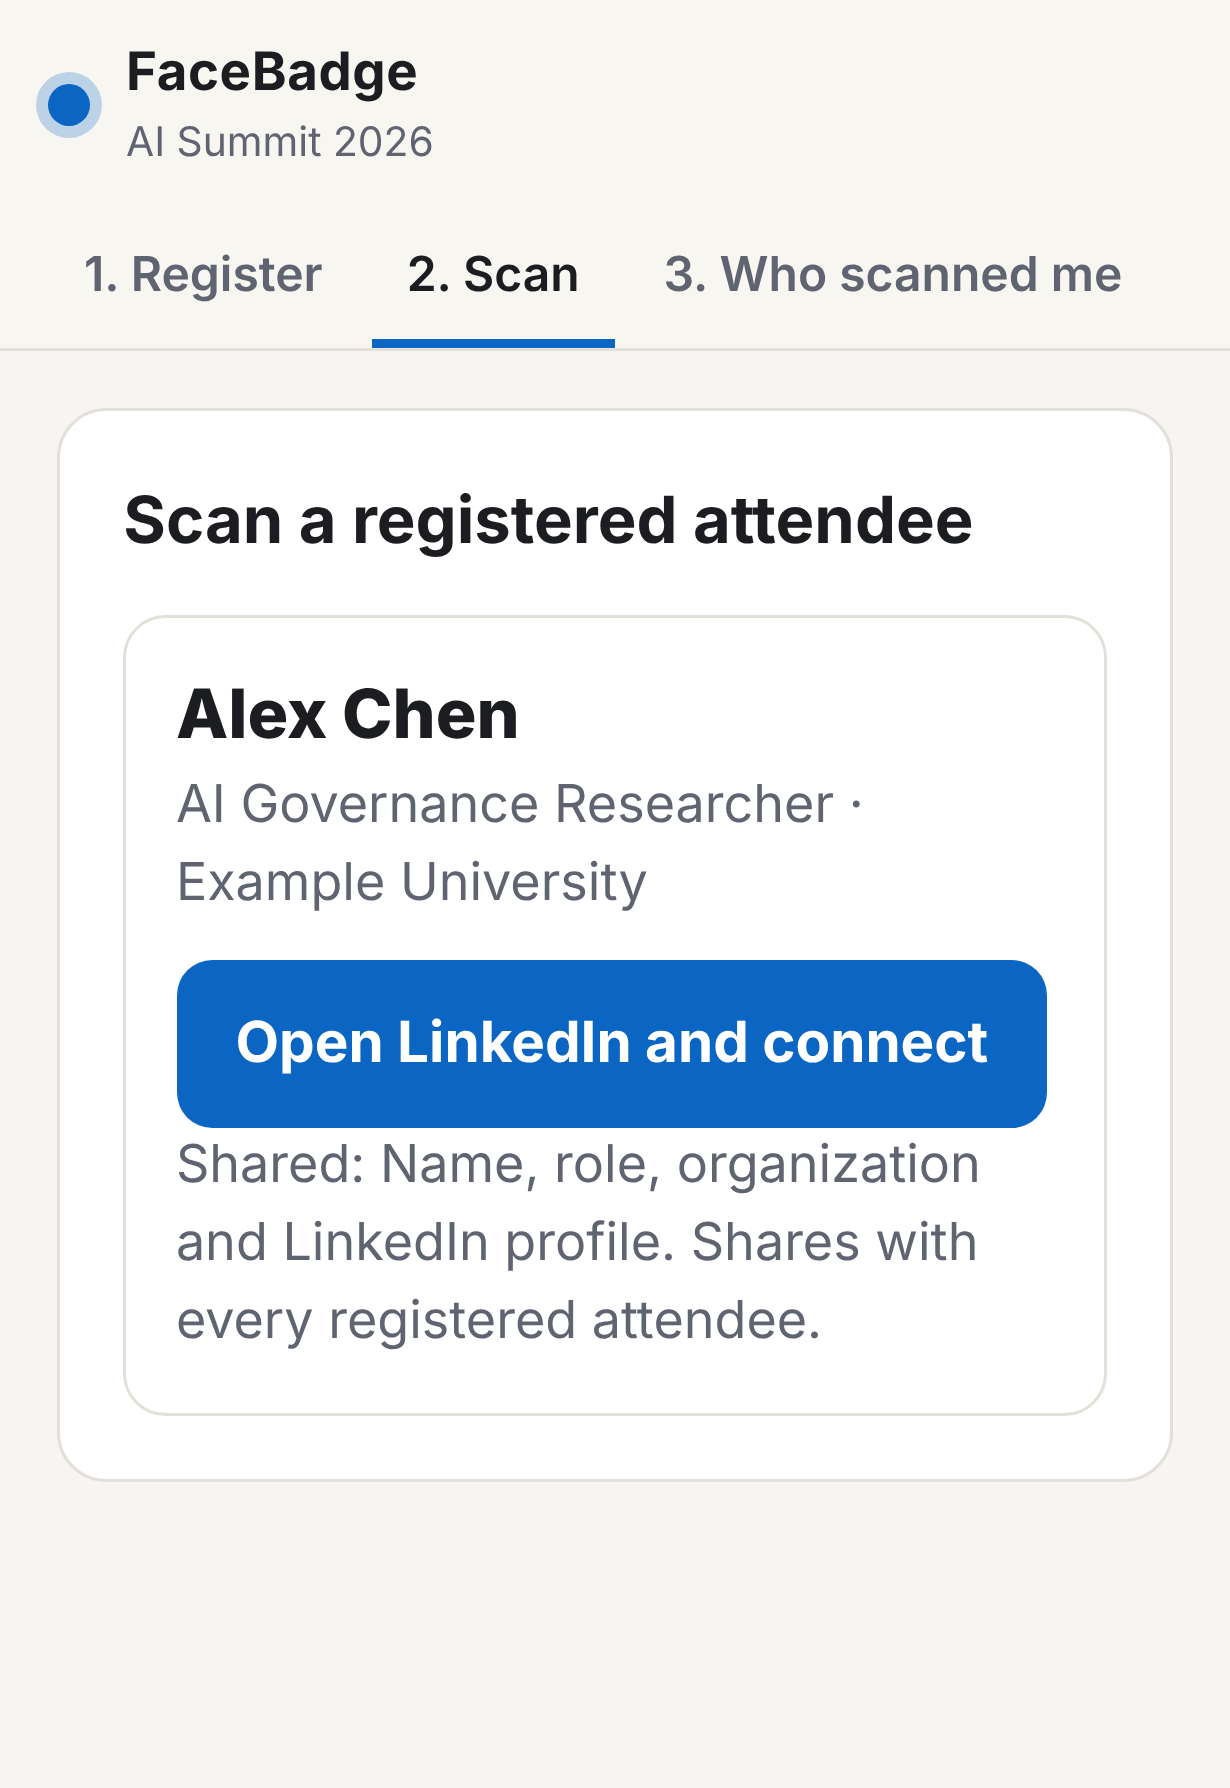 FaceBadge
AI Summit 2026
1. Register
2. Scan
3. Who scanned me
Scan a registered attendee
Alex Chen
AI Governance Researcher ·
Example University
Open LinkedIn and connect
Shared: Name, role, organization
and LinkedIn profile. Shares with
every registered attendee.